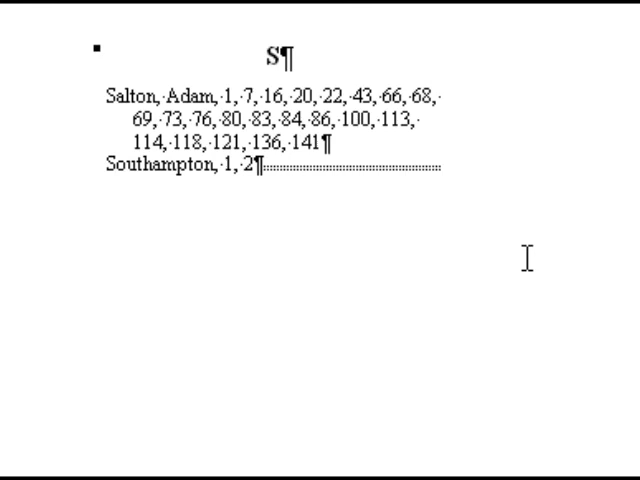 S¶
Salton, Adam, 1, 7, 16, 20, 22, 43, 66, 68,
69, 73, 76, 80, 83, 84, 86, 100, 113,
114, 118, 121, 136, 141¶
Southampton, 1, 2¶